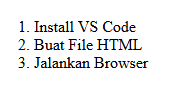 1. Install VS Code
2. Buat File HTML
3. Jalankan Browser